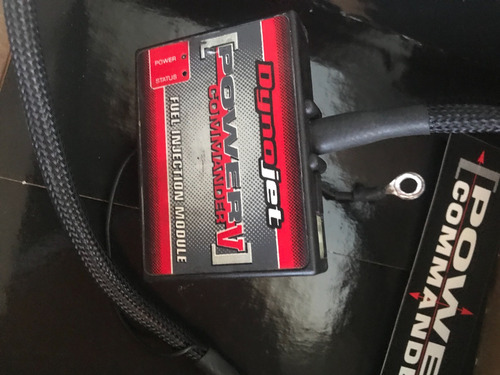 POWER
STATUS
Dynojet
POWER V
COMMANDER
FUEL INJECTION MODULE
POWE
COMMANDE